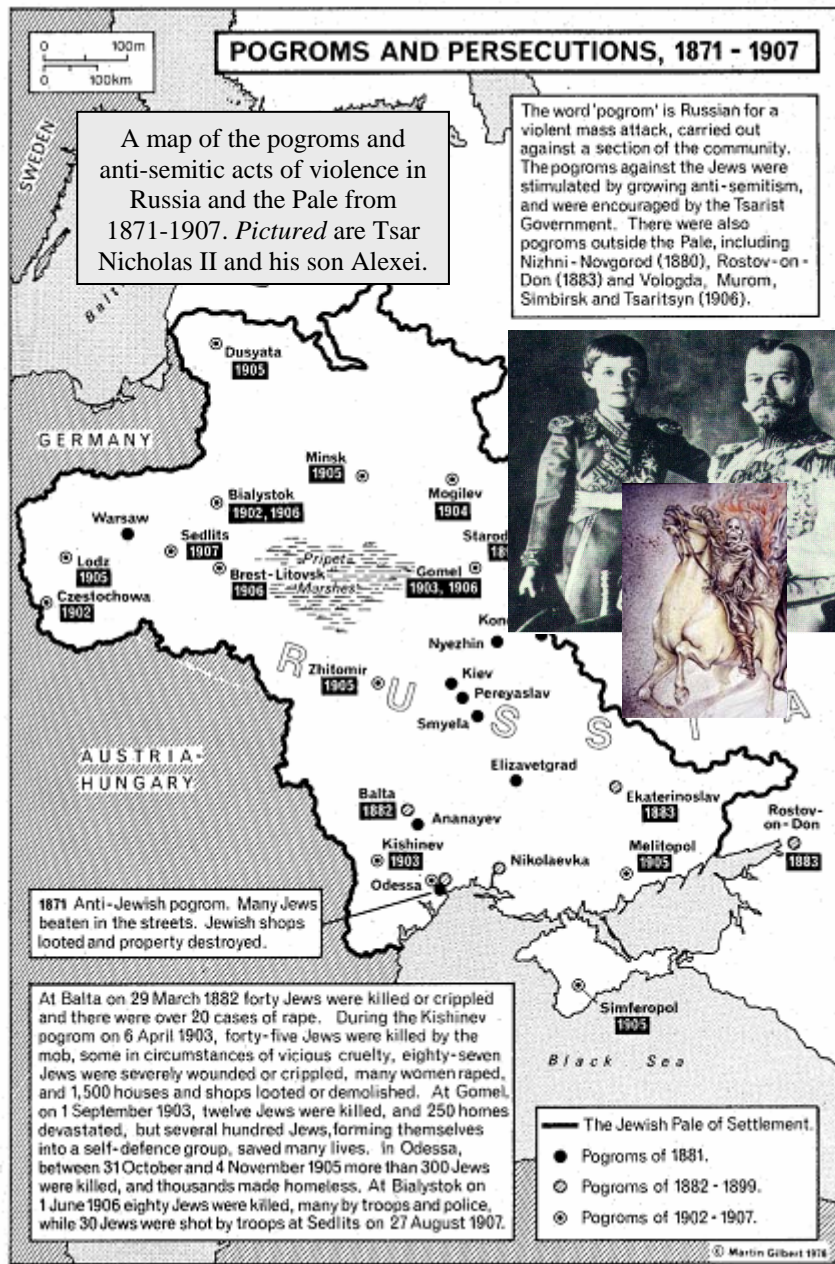 0 100m
0 100km
POGROMS AND PERSECUTIONS, 1871 - 1907
SWEDEN
A map of the pogroms and
anti-semitic acts of violence in
Russia and the Pale from
1871-1907. Pictured are Tsar
Nicholas II and his son Alexei.
The word 'pogrom' is Russian for a
violent mass attack, carried out
against a section of the community.
The pogroms against the Jews were
stimulated by growing anti-semitism,
and were encouraged by the Tsarist
Government. There were also
pogroms outside the Pale, including
Nizhni-Novgorod (1880), Rostov-on-
Don (1883) and Vologda, Murom,
Simbirsk and Tsaritsyn (1906).
Balt
Dusyata
1905
GERMANY
Minsk
1905
Mogilev
1904
Bialystok
1902, 1906
Warsaw
Starod
Sedlits
1907
Lodz
1905
Brest-Litovsk
1906
Pripet
Marshes
Gomel
1903, 1906
Czestochowa
1902
Kon
Nyezhin
Zhitomir
1905
Kiev
Pereyaslav
Smyela
RUSSIA
AUSTRIA-
HUNGARY
Elizavetgrad
Balta
1882
Ananayev
Ekaterinoslav
1883
Rostov-
on-Don
1883
Kishinev
1903
Nikolaevka
Melitopol
1905
Odessa
1871 Anti-Jewish pogrom. Many Jews
beaten in the streets. Jewish shops
looted and property destroyed.
Simferopol
1905
Black Sea
At Balta on 29 March 1882 forty Jews were killed or crippled
and there were over 20 cases of rape. During the Kishinev
pogrom on 6 April 1903, forty-five Jews were killed by the
mob, some in circumstances of vicious cruelty, eighty-seven
Jews were severely wounded or crippled, many women raped,
and 1,500 houses and shops looted or demolished. At Gomel,
on 1 September 1903, twelve Jews were killed, and 250 homes
devastated, but several hundred Jews, forming themselves
into a self-defence group, saved many lives. In Odessa,
between 31 October and 4 November 1905 more than 300 Jews
were killed, and thousands made homeless. At Bialystok on
1 June 1906 eighty Jews were killed, many by troops and police,
while 30 Jews were shot by troops at Sedlits on 27 August 1907.
The Jewish Pale of Settlement.
Pogroms of 1881.
Pogroms of 1882 - 1899.
Pogroms of 1902 - 1907.
© Martin Gilbert 1976